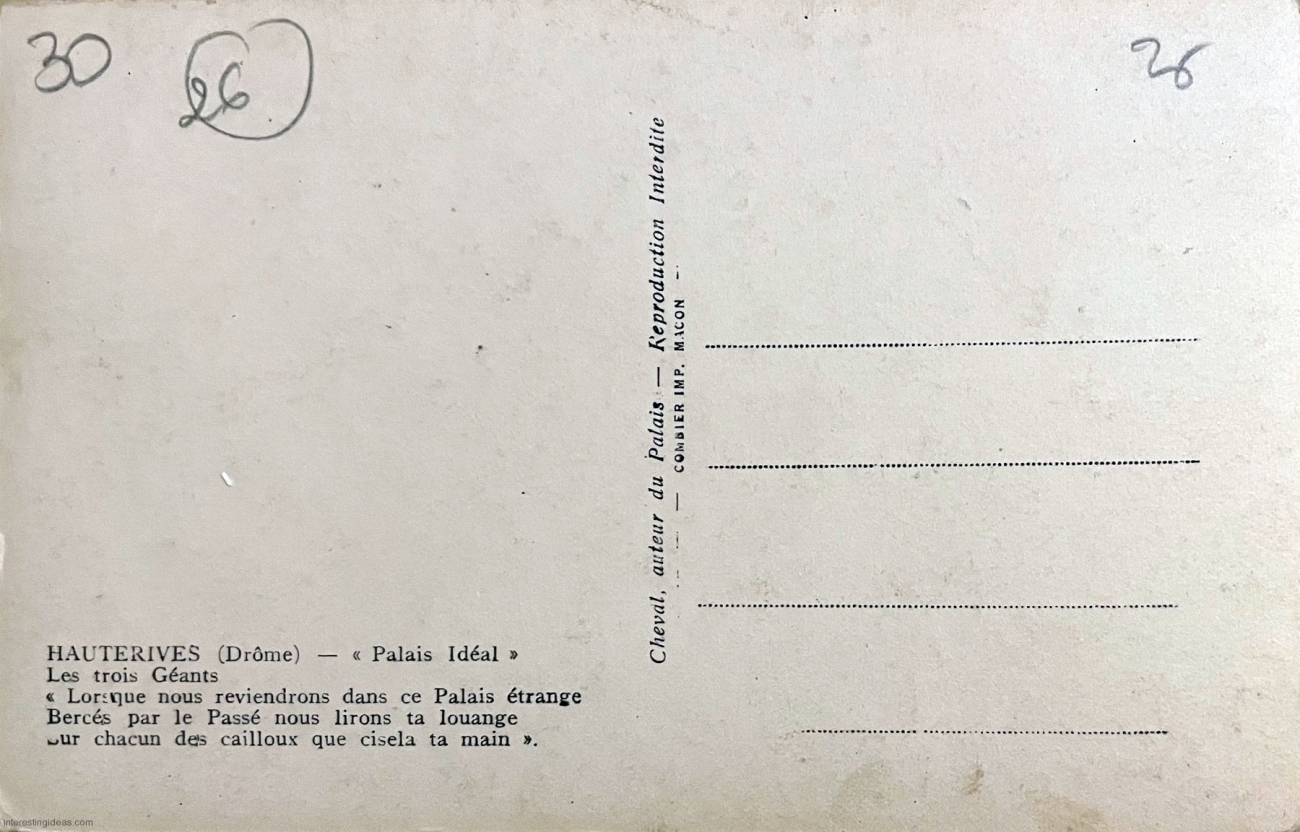 30
26
26
HAUTERIVES (Drôme) — « Palais Idéal »
Les trois Géants
« Lorsque nous reviendrons dans ce Palais étrange
Bercés par le Passé nous lirons ta louange
Sur chacun des cailloux que cisela ta main ».
Cheval, auteur du Palais — Reproduction Interdite
— COMBIER IMP. MACON -
interestingideas.com